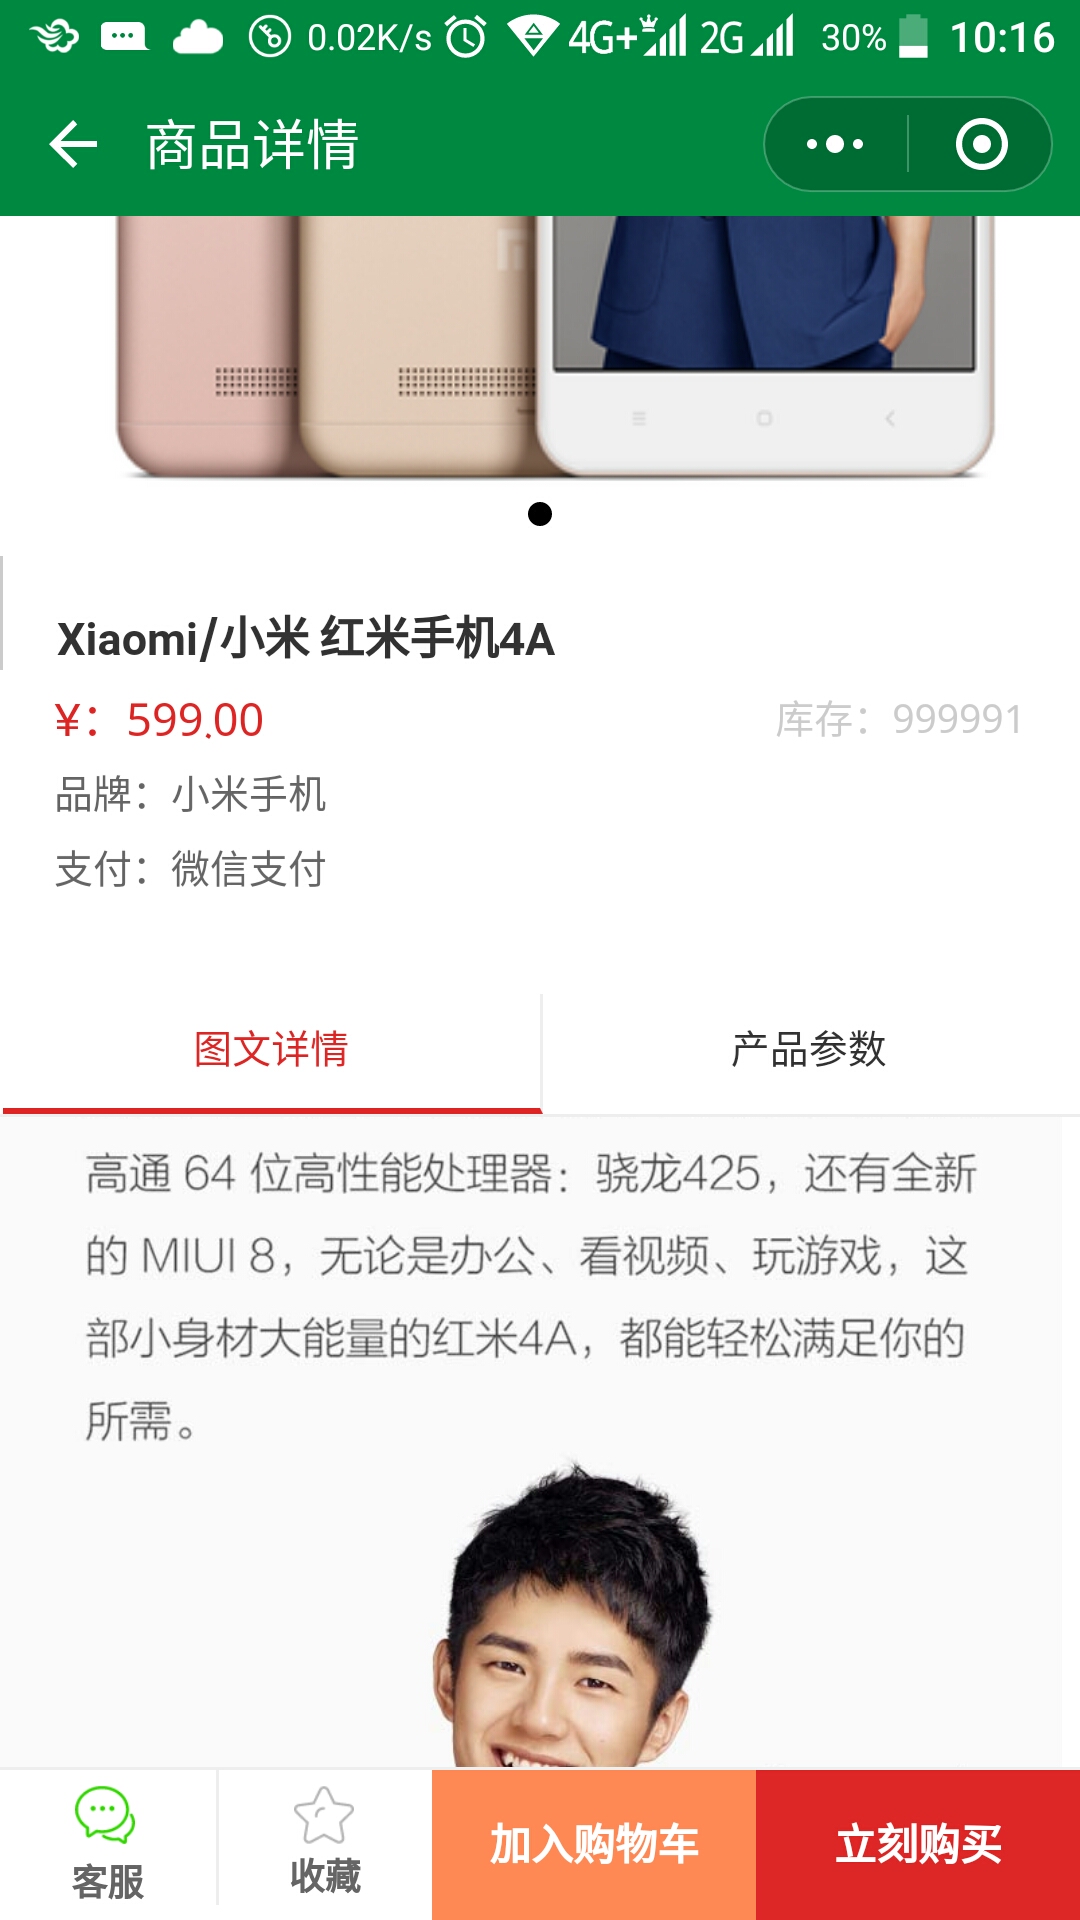 0.02K/s 4G+ 2G 30% 10:16
商品详情
Xiaomi/小米 红米手机4A
¥：599.00
库存：999991
品牌：小米手机
支付：微信支付
图文详情
产品参数
高通 64 位高性能处理器：骁龙425，还有全新
的 MIUI 8，无论是办公、看视频、玩游戏，这
部小身材大能量的红米4A，都能轻松满足你的
所需。
客服
收藏
加入购物车
立刻购买